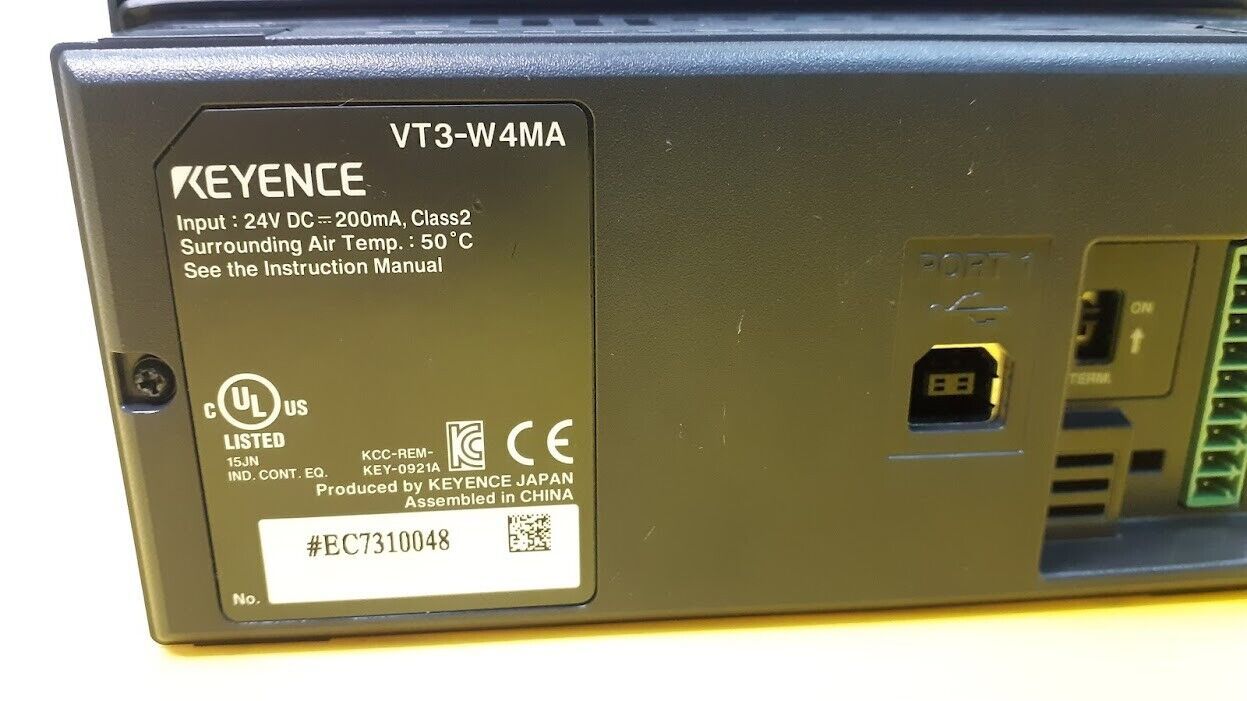 VT3-W4MA
KEYENCE
Input : 24V DC⎓200mA, Class2
Surrounding Air Temp. : 50°C
See the Instruction Manual
C UL US
LISTED
15JN
IND. CONT. EQ.
KCC-REM-
KEY-0921A
KC
CE
Produced by KEYENCE JAPAN
Assembled in CHINA
#EC7310048
No.
PORT 1
ON
TERM.